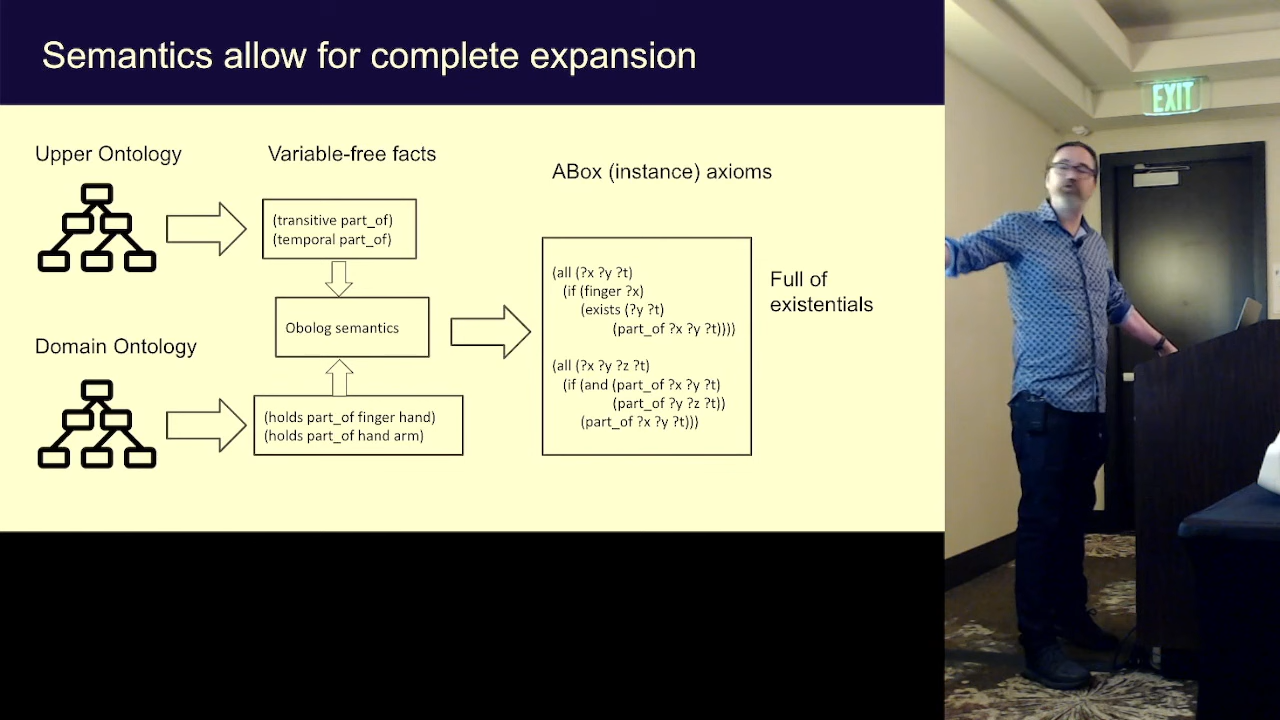 Semantics allow for complete expansion
Upper Ontology
Variable-free facts
ABox (instance) axioms
(transitive part_of)
(temporal part_of)
Obolog semantics
Domain Ontology
(holds part_of finger hand)
(holds part_of hand arm)
(all (?x ?y ?t)
(if (finger ?x)
(exists (?y ?t)
(part_of ?x ?y ?t))))
(all (?x ?y ?z ?t)
(if (and (part_of ?x ?y ?t)
(part_of ?y ?z ?t))
(part_of ?x ?y ?t)))
Full of
existentials
EXIT